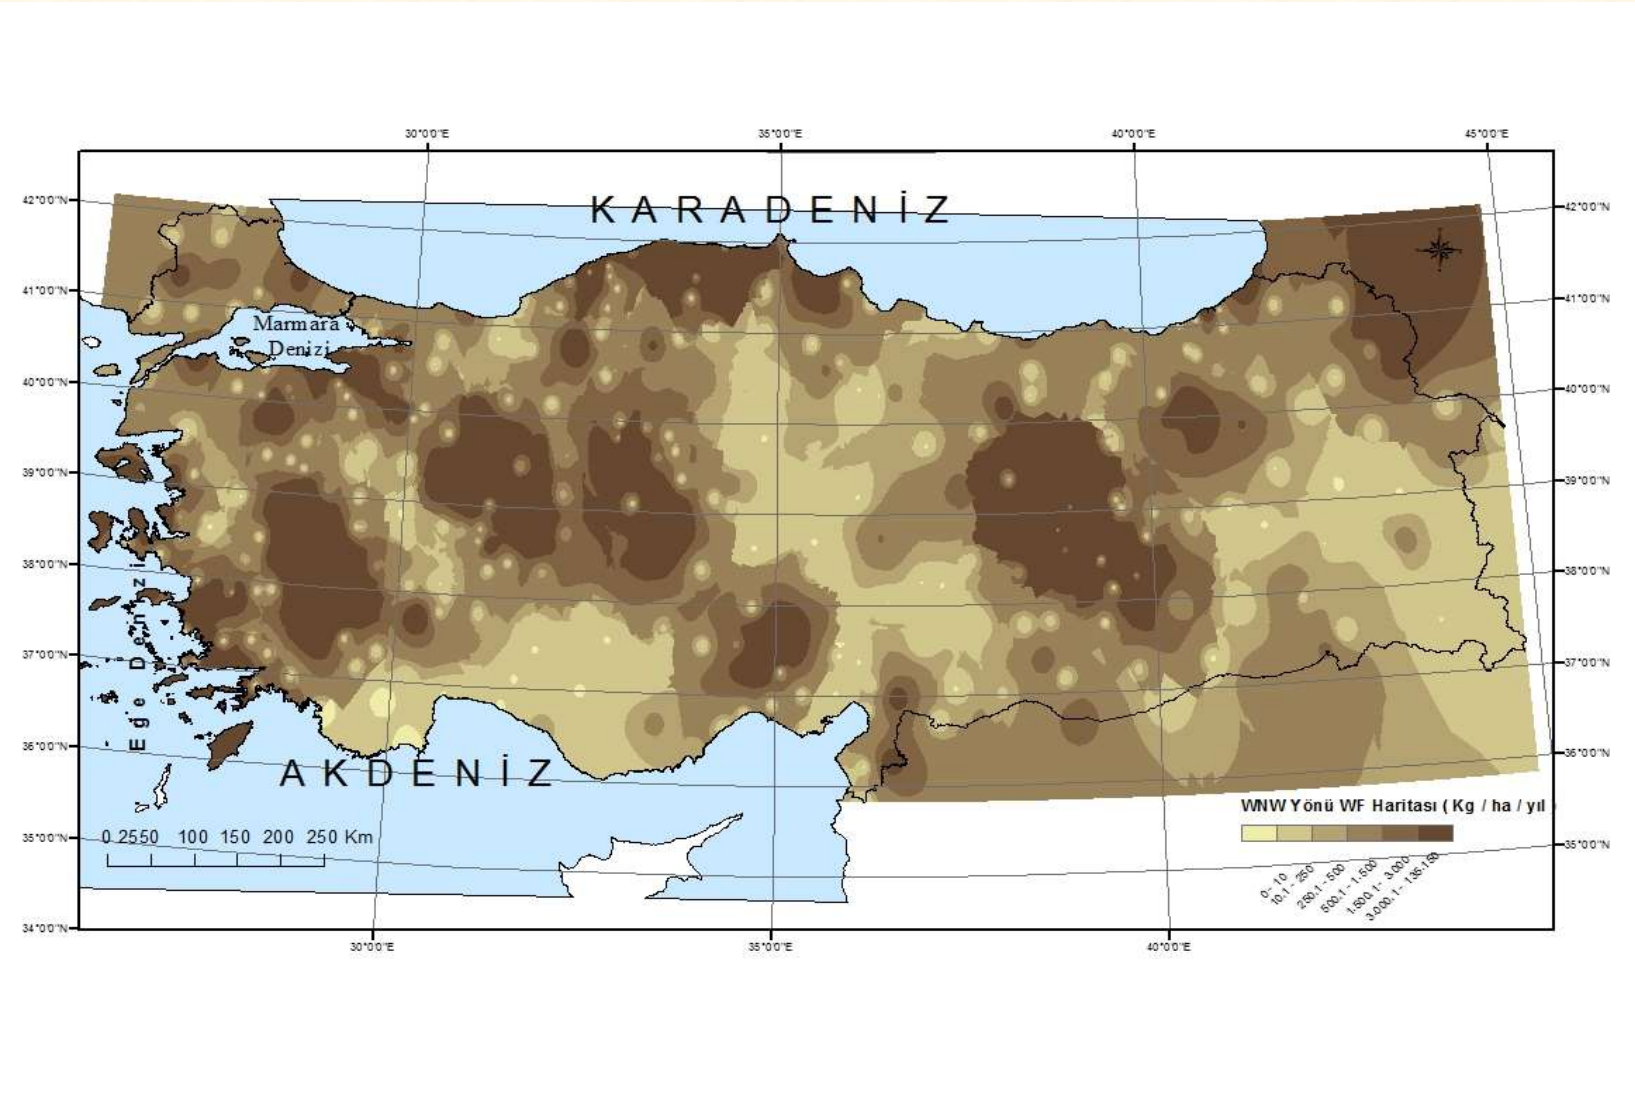 30°0'0"E 35°0'0"E 40°0'0"E 45°0'0"E
42°0'0"N 42°0'0"N
KARADENİZ
41°0'0"N 41°0'0"N
Marmara
Denizi
40°0'0"N 40°0'0"N
39°0'0"N 39°0'0"N
38°0'0"N 38°0'0"N
37°0'0"N 37°0'0"N
Ege Denizi
36°0'0"N 36°0'0"N
AKDENİZ
WNW Yönü WF Haritası ( Kg / ha / yıl )
0 2550 100 150 200 250 Km
35°0'0"N 35°0'0"N
0 - 10
10.1 - 250
250.1 - 500
500.1 - 1.500
1.500.1 - 3.000
3.000.1 - 135.150
34°0'0"N
30°0'0"E 35°0'0"E 40°0'0"E